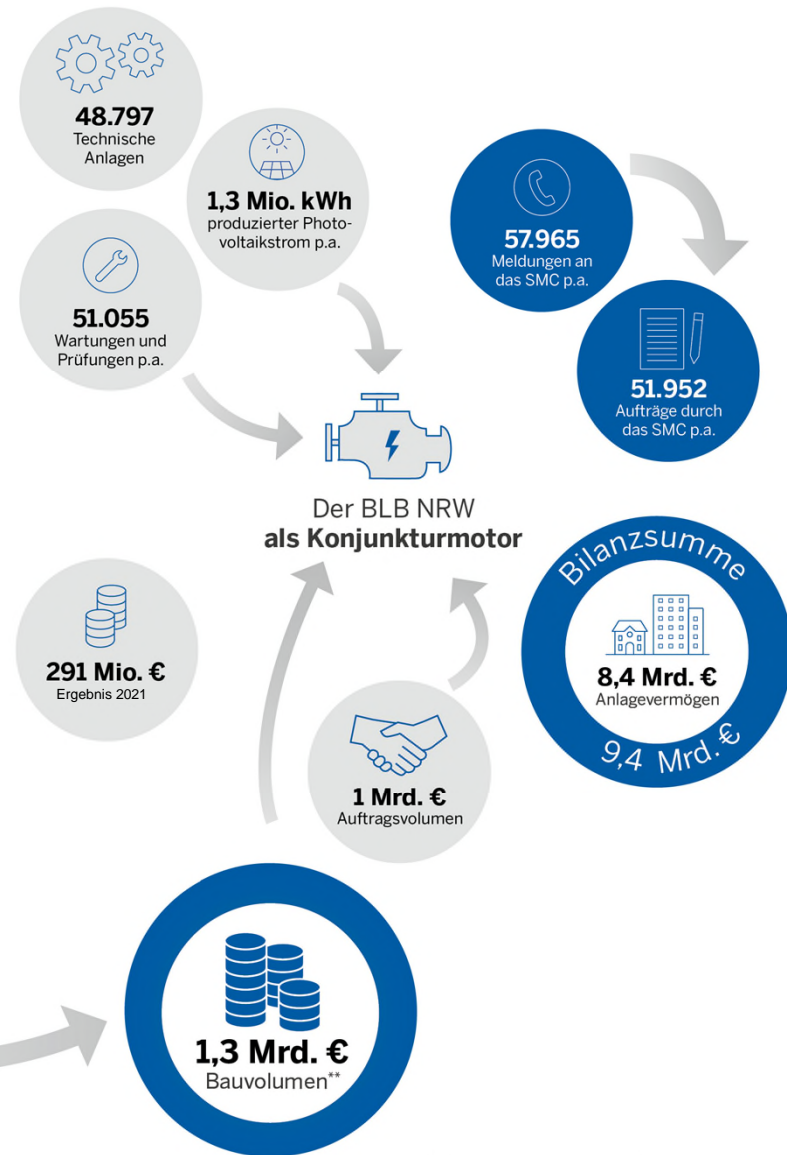 48.797
Technische
Anlagen
1,3 Mio. kWh
produzierter Photo-
voltaikstrom p.a.
57.965
Meldungen an
das SMC p.a.
51.055
Wartungen und
Prüfungen p.a.
51.952
Aufträge durch
das SMC p.a.
Der BLB NRW
als Konjunkturmotor
Bilanzsumme
8,4 Mrd. €
Anlagevermögen
9,4 Mrd. €
291 Mio. €
Ergebnis 2021
1 Mrd. €
Auftragsvolumen
1,3 Mrd. €
Bauvolumen**